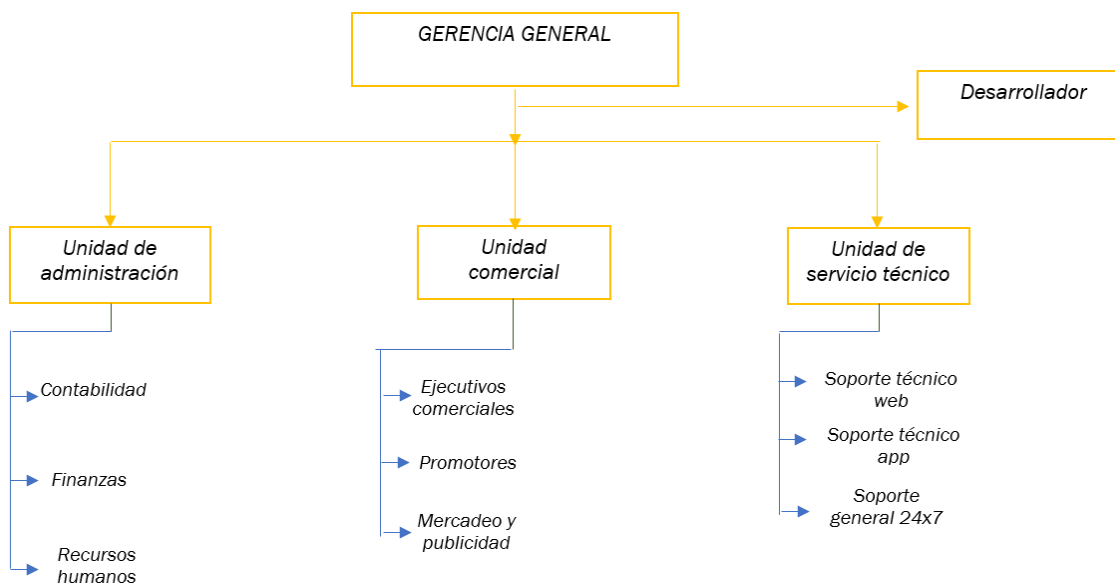 GERENCIA GENERAL
Desarrollador
Unidad de
administración
Unidad
comercial
Unidad de
servicio técnico
Contabilidad
Finanzas
Recursos
humanos
Ejecutivos
comerciales
Promotores
Mercadeo y
publicidad
Soporte técnico
web
Soporte técnico
app
Soporte
general 24x7